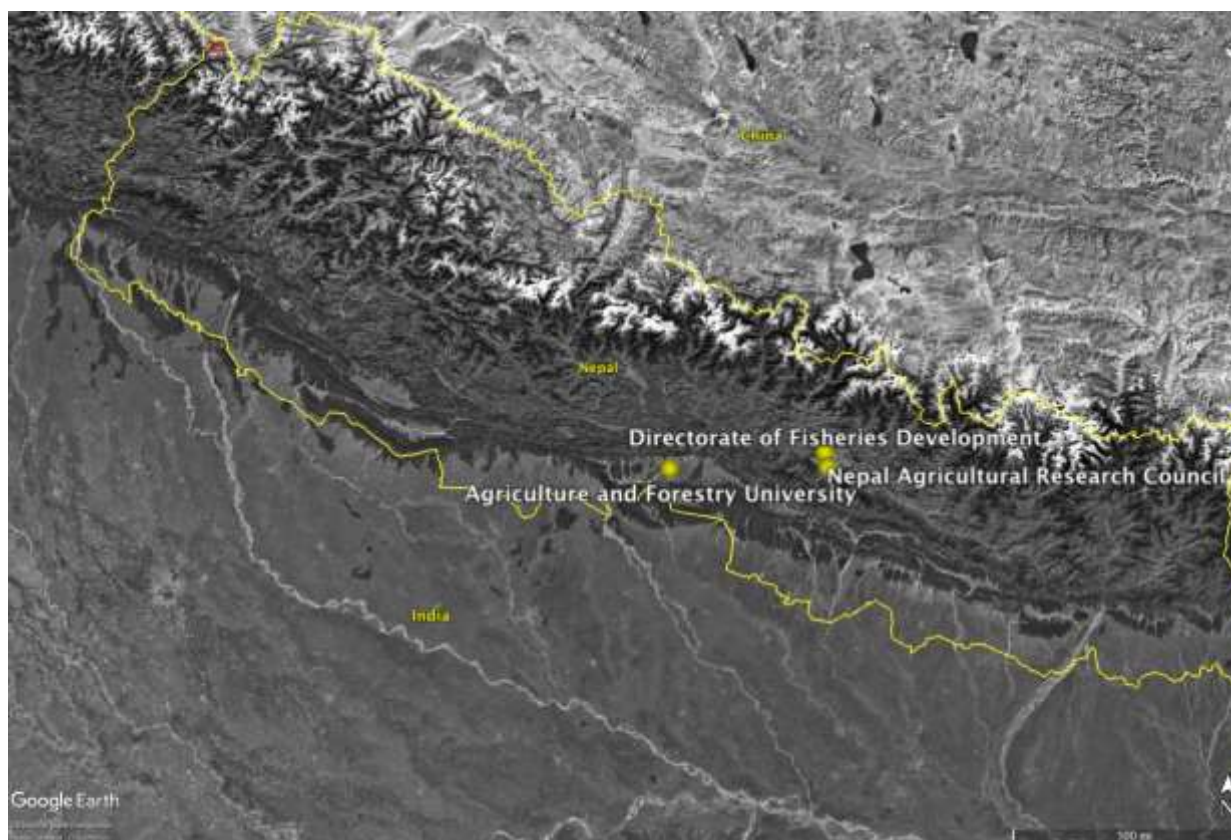 China
Nepal
Directorate of Fisheries Development
Nepal Agricultural Research Council
Agriculture and Forestry University
India
Google Earth